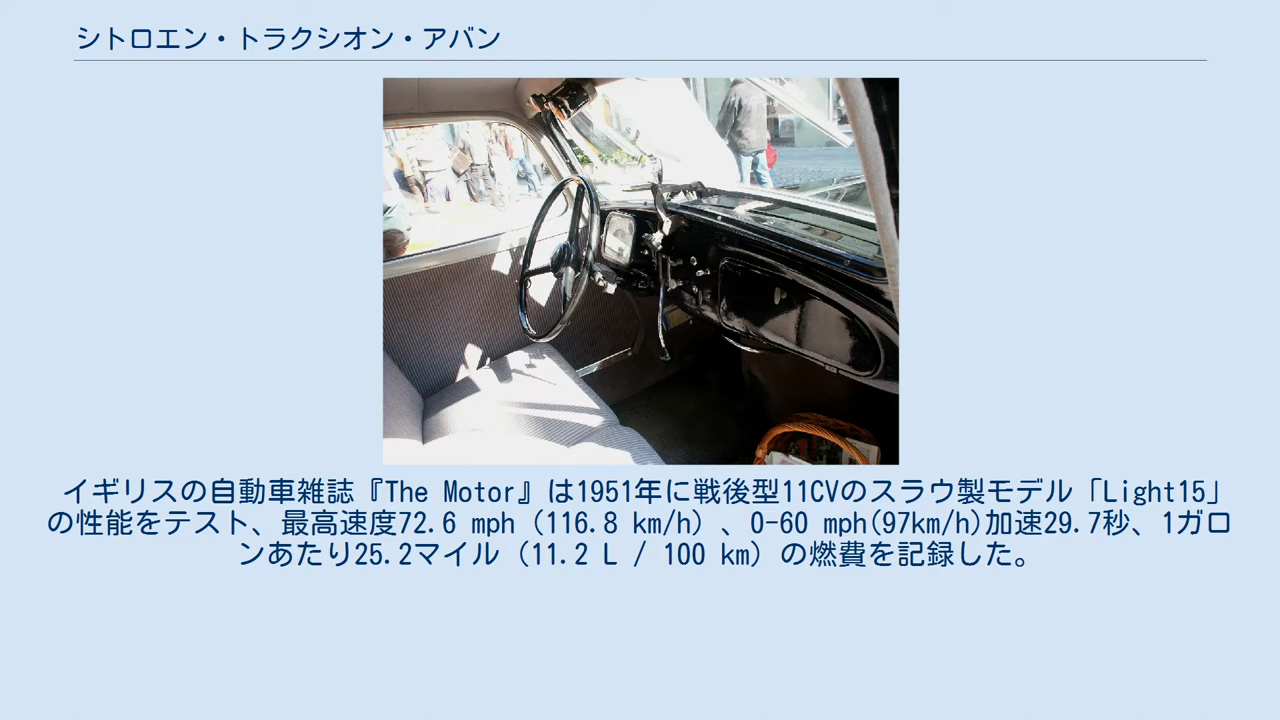 シトロエン・トラクシオン・アバン
イギリスの自動車雑誌『The Motor』は1951年に戦後型11CVのスラウ製モデル「Light15」
の性能をテスト、最高速度72.6 mph（116.8 km/h）、0-60 mph(97km/h)加速29.7秒、1ガロ
ンあたり25.2マイル（11.2 L / 100 km）の燃費を記録した。